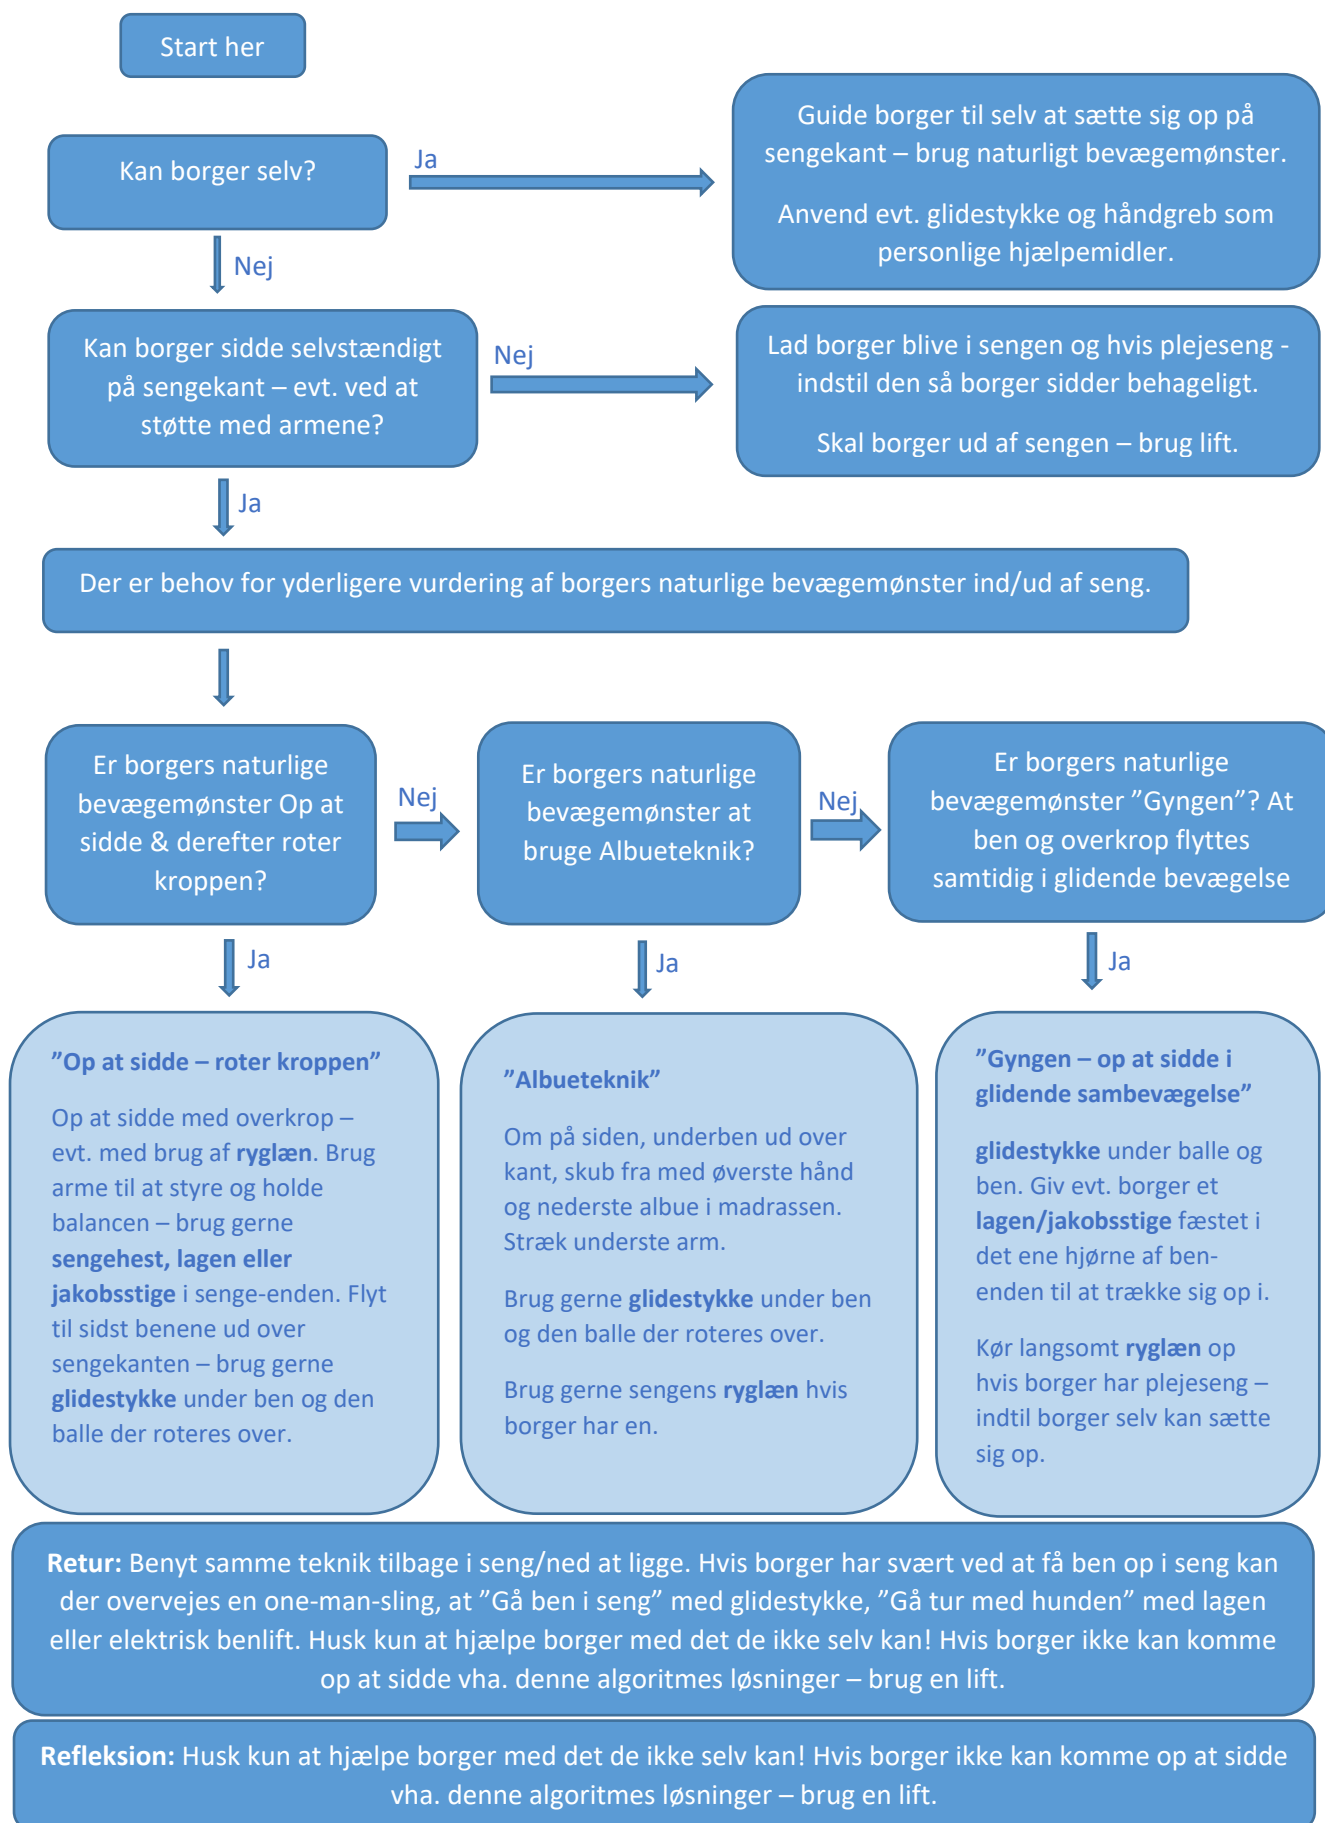 Start her
Kan borger selv?
Ja
Guide borger til selv at sætte sig op på
sengekant – brug naturligt bevægemønster.
Anvend evt. glidestykke og håndgreb som
personlige hjælpemidler.
Nej
Kan borger sidde selvstændigt
på sengekant – evt. ved at
støtte med armene?
Nej
Lad borger blive i sengen og hvis plejeseng -
indstil den så borger sidder behageligt.
Skal borger ud af sengen – brug lift.
Ja
Der er behov for yderligere vurdering af borgers naturlige bevægemønster ind/ud af seng.
Er borgers naturlige
bevægemønster Op at
sidde & derefter roter
kroppen?
Nej
Er borgers naturlige
bevægemønster at
bruge Albueteknik?
Nej
Er borgers naturlige
bevægemønster ”Gyngen”? At
ben og overkrop flyttes
samtidig i glidende bevægelse
Ja
Ja
Ja
”Op at sidde – roter kroppen”
Op at sidde med overkrop –
evt. med brug af ryglæn. Brug
arme til at styre og holde
balancen – brug gerne
sengehest, lagen eller
jakobsstige i senge-enden. Flyt
til sidst benene ud over
sengekanten – brug gerne
glidestykke under ben og den
balle der roteres over.
”Albueteknik”
Om på siden, underben ud over
kant, skub fra med øverste hånd
og nederste albue i madrassen.
Stræk underste arm.
Brug gerne glidestykke under ben
og den balle der roteres over.
Brug gerne sengens ryglæn hvis
borger har en.
”Gyngen – op at sidde i
glidende sambevægelse”
glidestykke under balle og
ben. Giv evt. borger et
lagen/jakobsstige fæstet i
det ene hjørne af ben-
enden til at trække sig op i.
Kør langsomt ryglæn op
hvis borger har plejeseng –
indtil borger selv kan sætte
sig op.
Retur: Benyt samme teknik tilbage i seng/ned at ligge. Hvis borger har svært ved at få ben op i seng kan
der overvejes en one-man-sling, at ”Gå ben i seng” med glidestykke, ”Gå tur med hunden” med lagen
eller elektrisk benlift. Husk kun at hjælpe borger med det de ikke selv kan! Hvis borger ikke kan komme
op at sidde vha. denne algoritmes løsninger – brug en lift.
Refleksion: Husk kun at hjælpe borger med det de ikke selv kan! Hvis borger ikke kan komme op at sidde
vha. denne algoritmes løsninger – brug en lift.